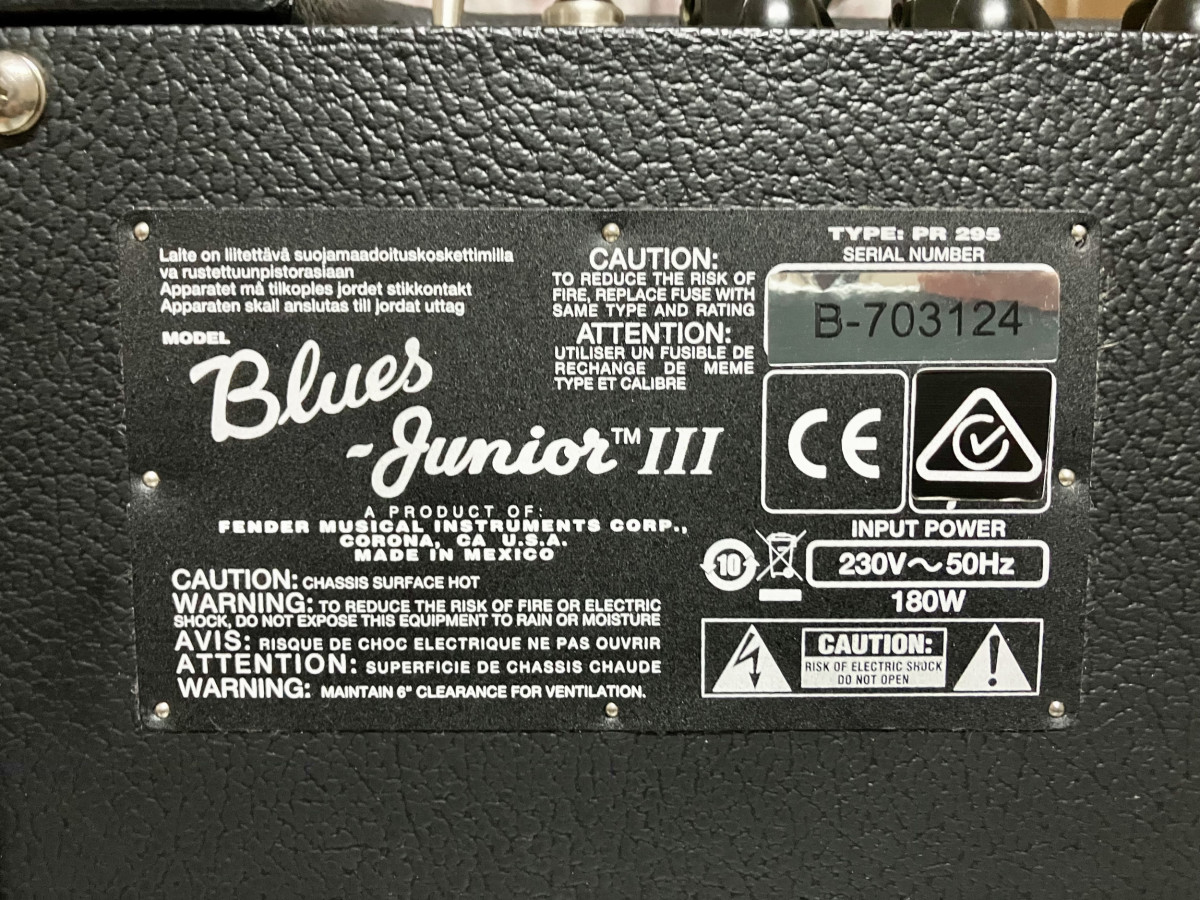 Laite on liitettävä suojamaadoituskoskettimilla
va rustettuunpistorasiaan
Apparatet må tilkoples jordet stikkontakt
Apparaten skall anslutas till jordat uttag
MODEL
Blues
~Junior™ III
A PRODUCT OF:
FENDER MUSICAL INSTRUMENTS CORP.,
CORONA, CA U.S.A.
MADE IN MEXICO
CAUTION: CHASSIS SURFACE HOT
WARNING: TO REDUCE THE RISK OF FIRE OR ELECTRIC
SHOCK, DO NOT EXPOSE THIS EQUIPMENT TO RAIN OR MOISTURE
AVIS: RISQUE DE CHOC ELECTRIQUE NE PAS OUVRIR
ATTENTION: SUPERFICIE DE CHASSIS CHAUDE
WARNING: MAINTAIN 6" CLEARANCE FOR VENTILATION.
CAUTION:
TO REDUCE THE RISK OF
FIRE, REPLACE FUSE WITH
SAME TYPE AND RATING
ATTENTION:
UTILISER UN FUSIBLE DE
RECHANGE DE MEME
TYPE ET CALIBRE
TYPE: PR 295
SERIAL NUMBER
B-703124
CE
INPUT POWER
10
230V~50Hz
180W
CAUTION:
RISK OF ELECTRIC SHOCK
DO NOT OPEN